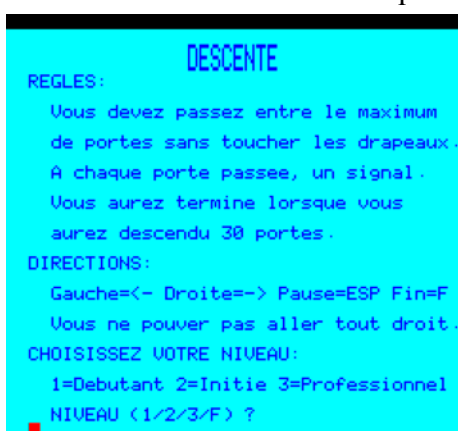 DESCENTE
REGLES:
Vous devez passez entre le maximum
de portes sans toucher les drapeaux.
A chaque porte passee, un signal.
Vous aurez termine lorsque vous
aurez descendu 30 portes.
DIRECTIONS:
Gauche=<- Droite=-> Pause=ESP Fin=F
Vous ne pouver pas aller tout droit.
CHOISISSEZ VOTRE NIVEAU:
1=Debutant 2=Initie 3=Professionnel
NIVEAU (1/2/3/F) ?